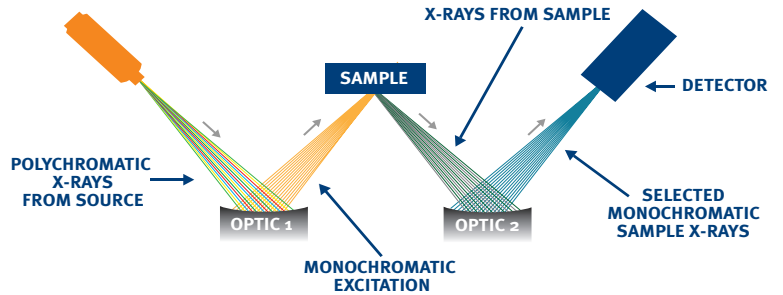 X-RAYS FROM SAMPLE
SAMPLE
DETECTOR
POLYCHROMATIC
X-RAYS
FROM SOURCE
OPTIC 1
OPTIC 2
SELECTED
MONOCHROMATIC
SAMPLE X-RAYS
MONOCHROMATIC
EXCITATION